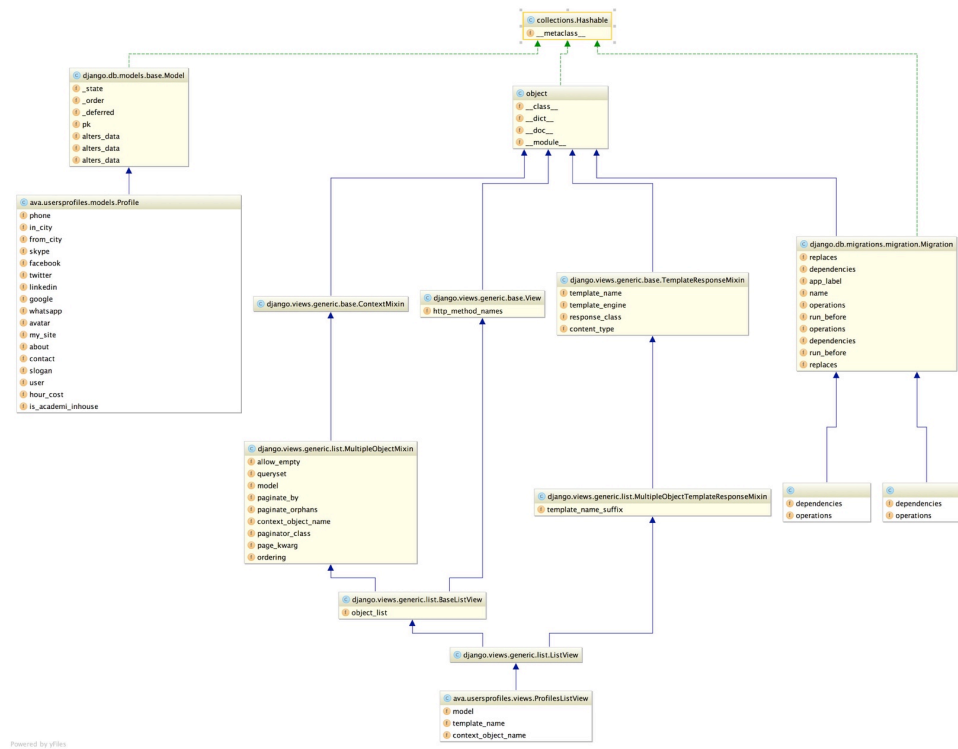 collections.Hashable
__metaclass__
django.db.models.base.Model
_state
_order
_deferred
pk
alters_data
alters_data
alters_data
object
__class__
__dict__
__doc__
__module__
ava.usersprofiles.models.Profile
phone
in_city
from_city
skype
facebook
twitter
linkedin
google
whatsapp
avatar
my_site
about
contact
slogan
user
hour_cost
is_academi_inhouse
django.views.generic.base.ContextMixin
django.views.generic.base.View
http_method_names
django.views.generic.base.TemplateResponseMixin
template_name
template_engine
response_class
content_type
django.db.migrations.migration.Migration
replaces
dependencies
app_label
name
operations
run_before
operations
dependencies
run_before
replaces
django.views.generic.list.MultipleObjectMixin
allow_empty
queryset
model
paginate_by
paginate_orphans
context_object_name
paginator_class
page_kwarg
ordering
django.views.generic.list.MultipleObjectTemplateResponseMixin
template_name_suffix
dependencies
operations
dependencies
operations
django.views.generic.list.BaseListView
object_list
django.views.generic.list.ListView
ava.usersprofiles.views.ProfilesListView
model
template_name
context_object_name
Powered by yFiles